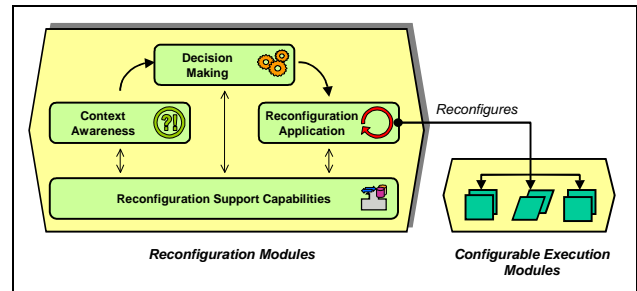 Decision
Making
Context
Awareness
?!
Reconfiguration
Application
Reconfigures
Reconfiguration Support Capabilities
Reconfiguration Modules
Configurable Execution
Modules